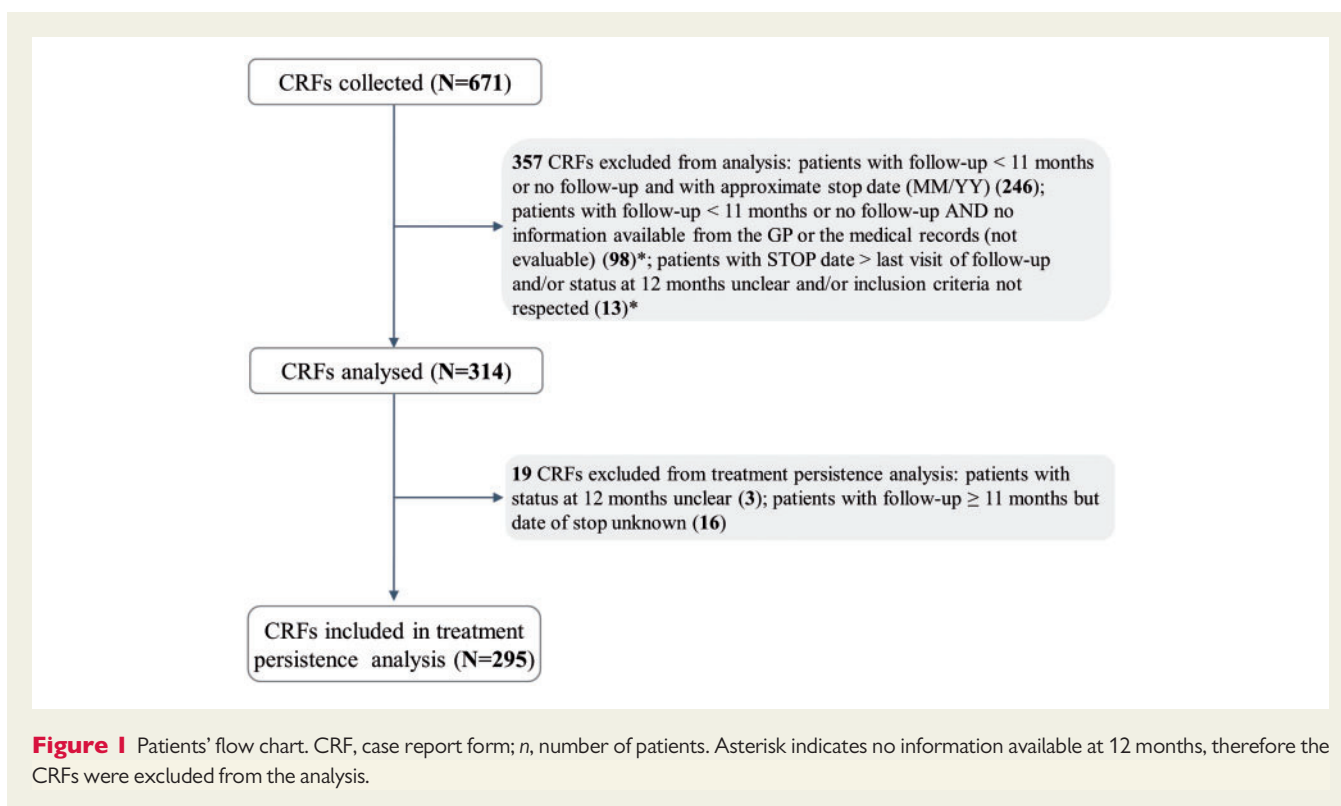 CRFs collected (N=671)
357 CRFs excluded from analysis: patients with follow-up < 11 months
or no follow-up and with approximate stop date (MM/YY) (246);
patients with follow-up < 11 months or no follow-up AND no
information available from the GP or the medical records (not
evaluable) (98)*; patients with STOP date > last visit of follow-up
and/or status at 12 months unclear and/or inclusion criteria not
respected (13)*
CRFs analysed (N=314)
19 CRFs excluded from treatment persistence analysis: patients with
status at 12 months unclear (3); patients with follow-up ≥ 11 months but
date of stop unknown (16)
CRFs included in treatment
persistence analysis (N=295)
Figure 1 Patients' flow chart. CRF, case report form; n, number of patients. Asterisk indicates no information available at 12 months, therefore the
CRFs were excluded from the analysis.